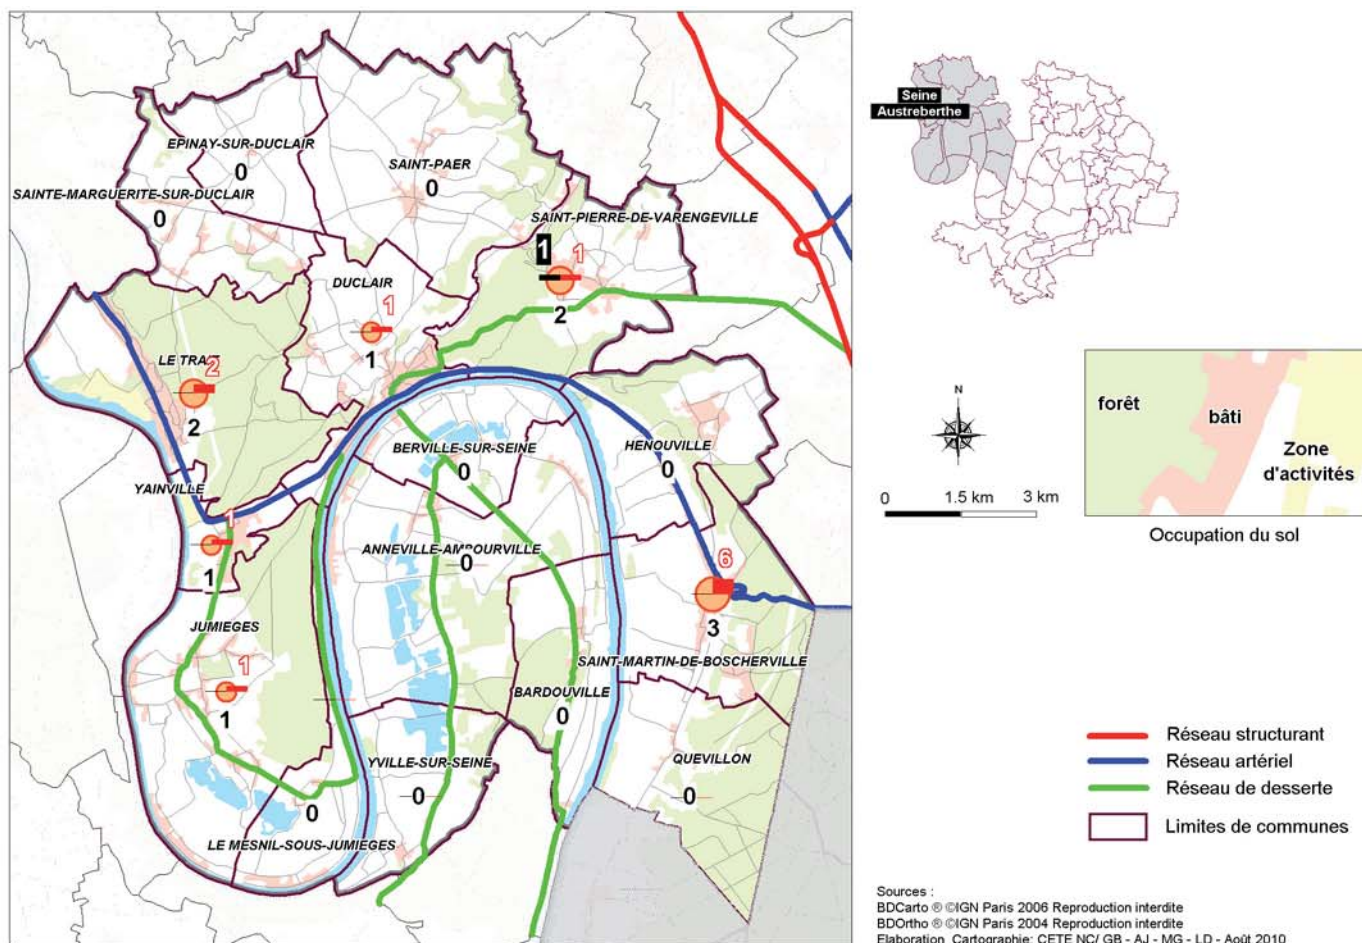 EPINAY-SUR-DUCLAIR
0
SAINT-PAER
0
SAINTE-MARGUERITE-SUR-DUCLAIR
0
SAINT-PIERRE-DE-VARENGEVILLE
1
1
2
DUCLAIR
1
1
LE TRAIT
2
2
BERVILLE-SUR-SEINE
0
HENOUVILLE
0
YAINVILLE
1
1
ANNEVILLE-AMBOURVILLE
0
6
3
JUMIEGES
1
1
SAINT-MARTIN-DE-BOSCHERVILLE
BARDOUVILLE
0
YVILLE-SUR-SEINE
0
QUEVILLON
0
0
LE MESNIL-SOUS-JUMIEGES
Seine
Austreberthe
N
0 1.5 km 3 km
forêt
bâti
Zone
d'activités
Occupation du sol
Réseau structurant
Réseau artériel
Réseau de desserte
Limites de communes
Sources :
BDCarto ® ©IGN Paris 2006 Reproduction interdite
BDOrtho ® ©IGN Paris 2004 Reproduction interdite
Elaboration Cartographie: CETE NC/ GB - AJ - MG - LD - Août 2010